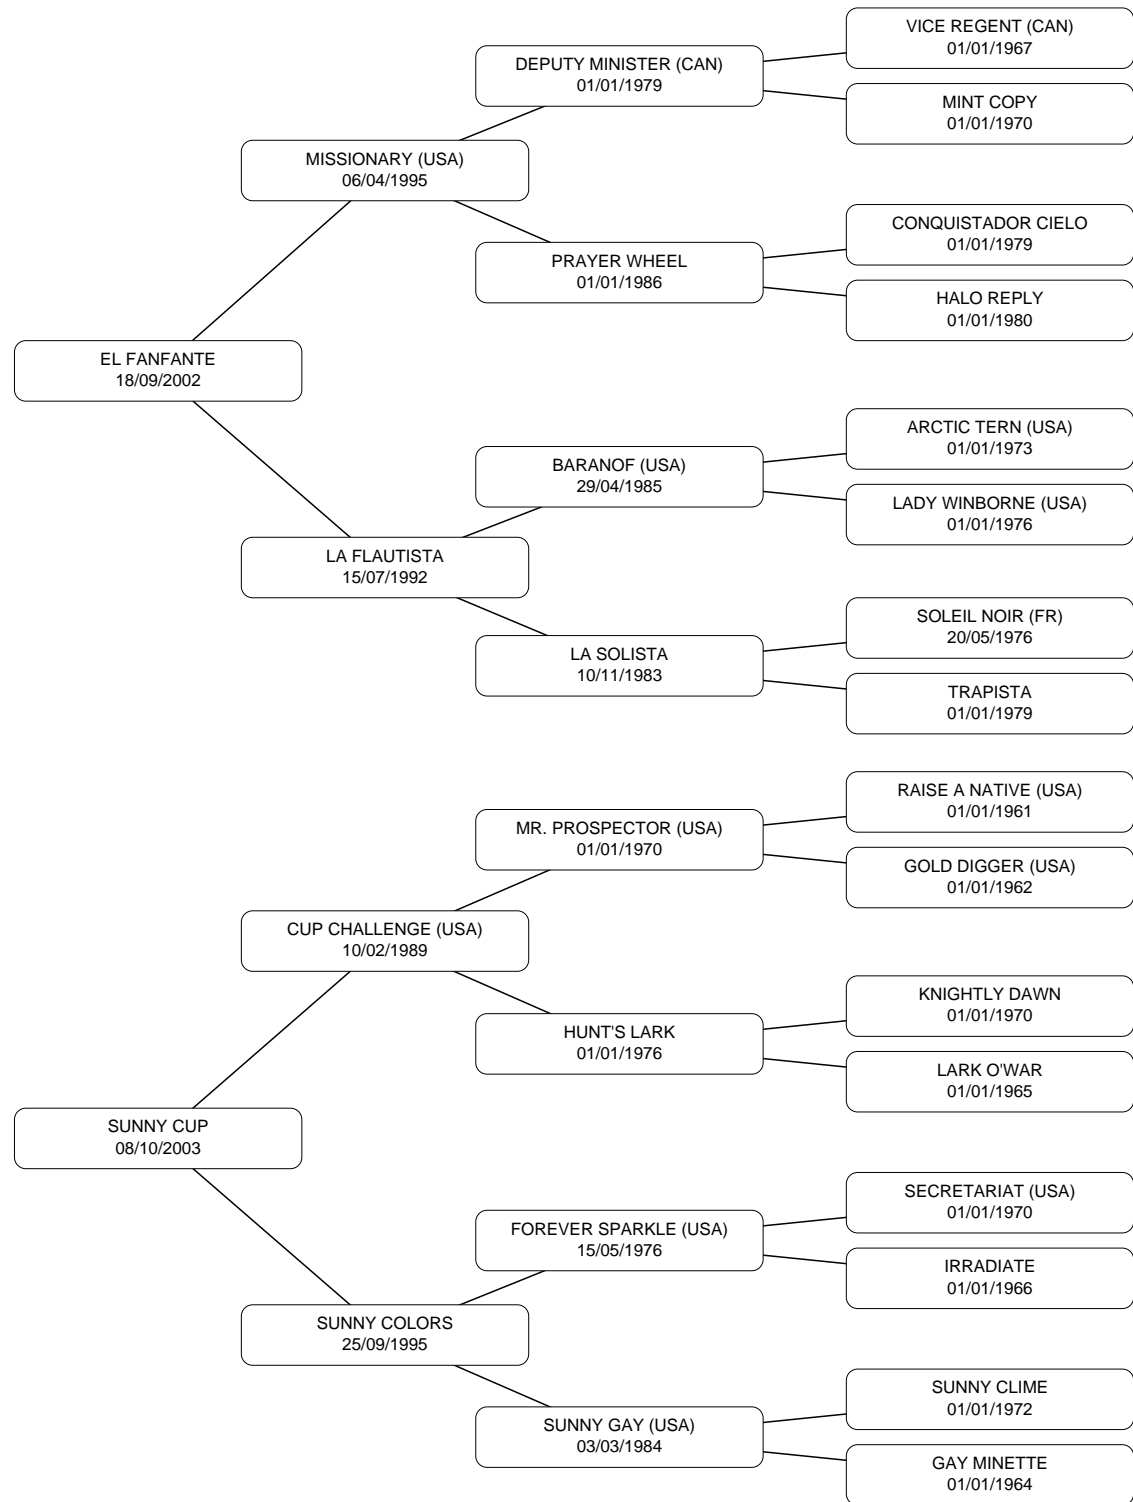 VICE REGENT (CAN)
01/01/1967
DEPUTY MINISTER (CAN)
01/01/1979
MINT COPY
01/01/1970
MISSIONARY (USA)
06/04/1995
CONQUISTADOR CIELO
01/01/1979
PRAYER WHEEL
01/01/1986
HALO REPLY
01/01/1980
EL FANFANTE
18/09/2002
ARCTIC TERN (USA)
01/01/1973
BARANOF (USA)
29/04/1985
LADY WINBORNE (USA)
01/01/1976
LA FLAUTISTA
15/07/1992
SOLEIL NOIR (FR)
20/05/1976
LA SOLISTA
10/11/1983
TRAPISTA
01/01/1979
RAISE A NATIVE (USA)
01/01/1961
MR. PROSPECTOR (USA)
01/01/1970
GOLD DIGGER (USA)
01/01/1962
CUP CHALLENGE (USA)
10/02/1989
KNIGHTLY DAWN
01/01/1970
HUNT'S LARK
01/01/1976
LARK O'WAR
01/01/1965
SUNNY CUP
08/10/2003
SECRETARIAT (USA)
01/01/1970
FOREVER SPARKLE (USA)
15/05/1976
IRRADIATE
01/01/1966
SUNNY COLORS
25/09/1995
SUNNY CLIME
01/01/1972
SUNNY GAY (USA)
03/03/1984
GAY MINETTE
01/01/1964